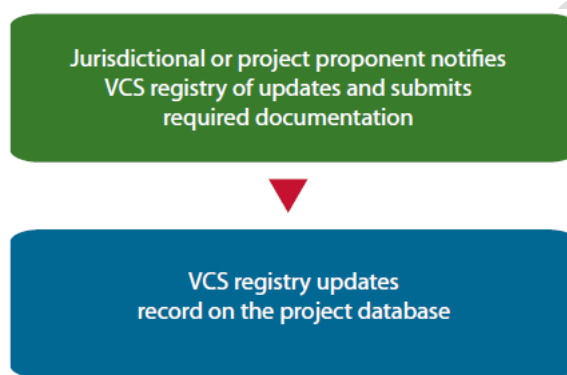 Jurisdictional or project proponent notifies
VCS registry of updates and submits
required documentation
VCS registry updates
record on the project database